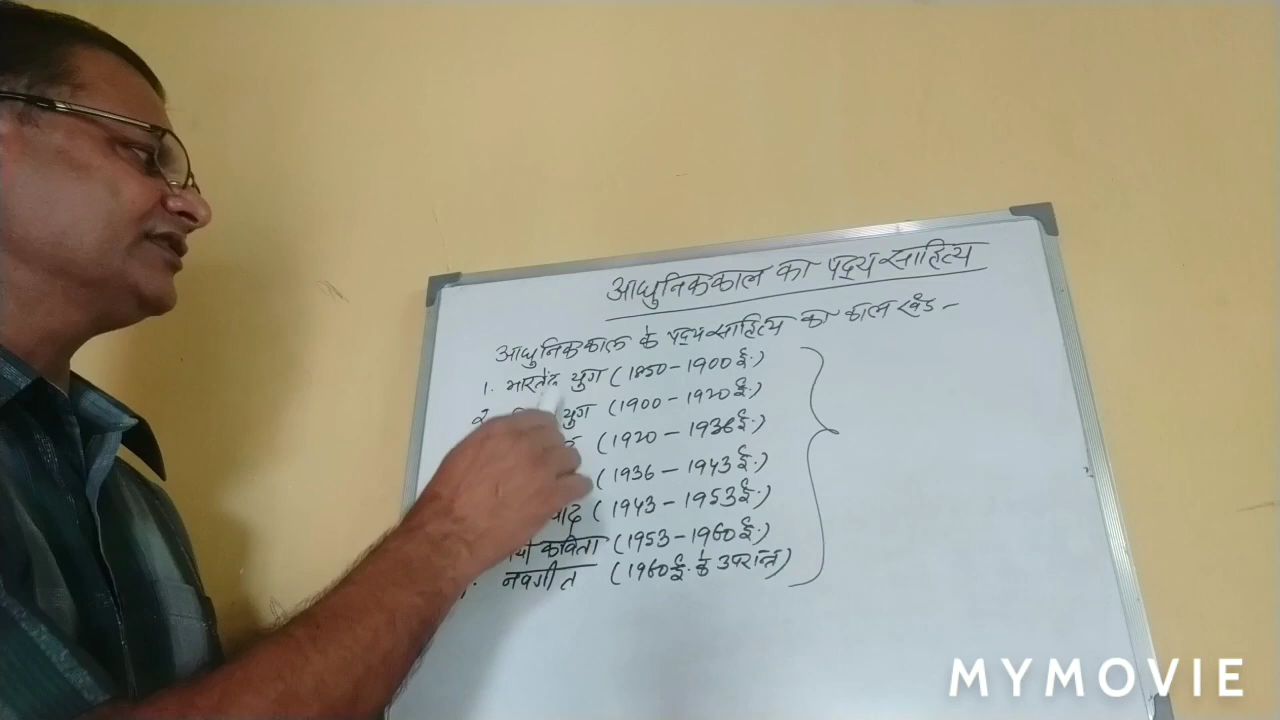 आधुनिककाल का पद्य साहित्य
आधुनिककाल के पद्य साहित्य का काल खंड -
1. भारतेंदु युग (1850-1900 ई.)
2. युग (1900 - 1920 ई.)
(1920 - 1936 ई.)
(1936 - 1943 ई.)
वाद (1943 - 1953 ई.)
कविता (1953 - 1960 ई.)
नवगीत (1960 ई. के उपरांत)
MYMOVIE